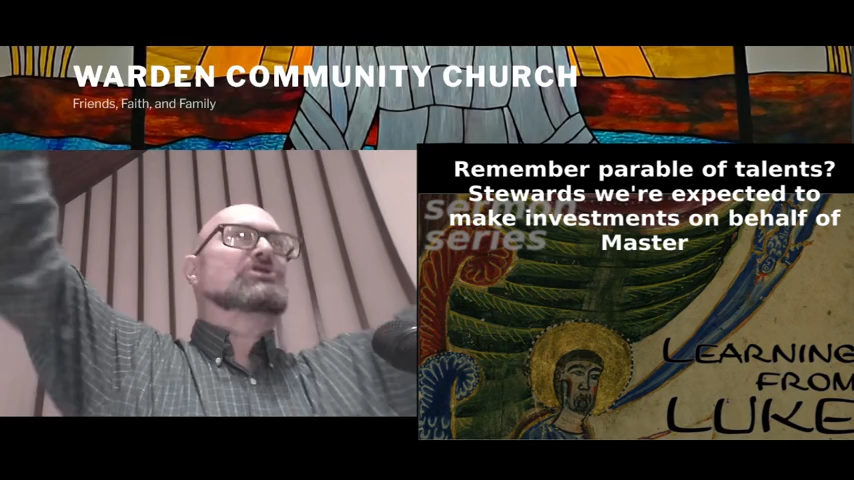 WARDEN COMMUNITY CHURCH
Friends, Faith, and Family
Remember parable of talents?
Stewards we're expected to
make investments on behalf of
Master
sermon
series
LEARNING
FROM
LUKE